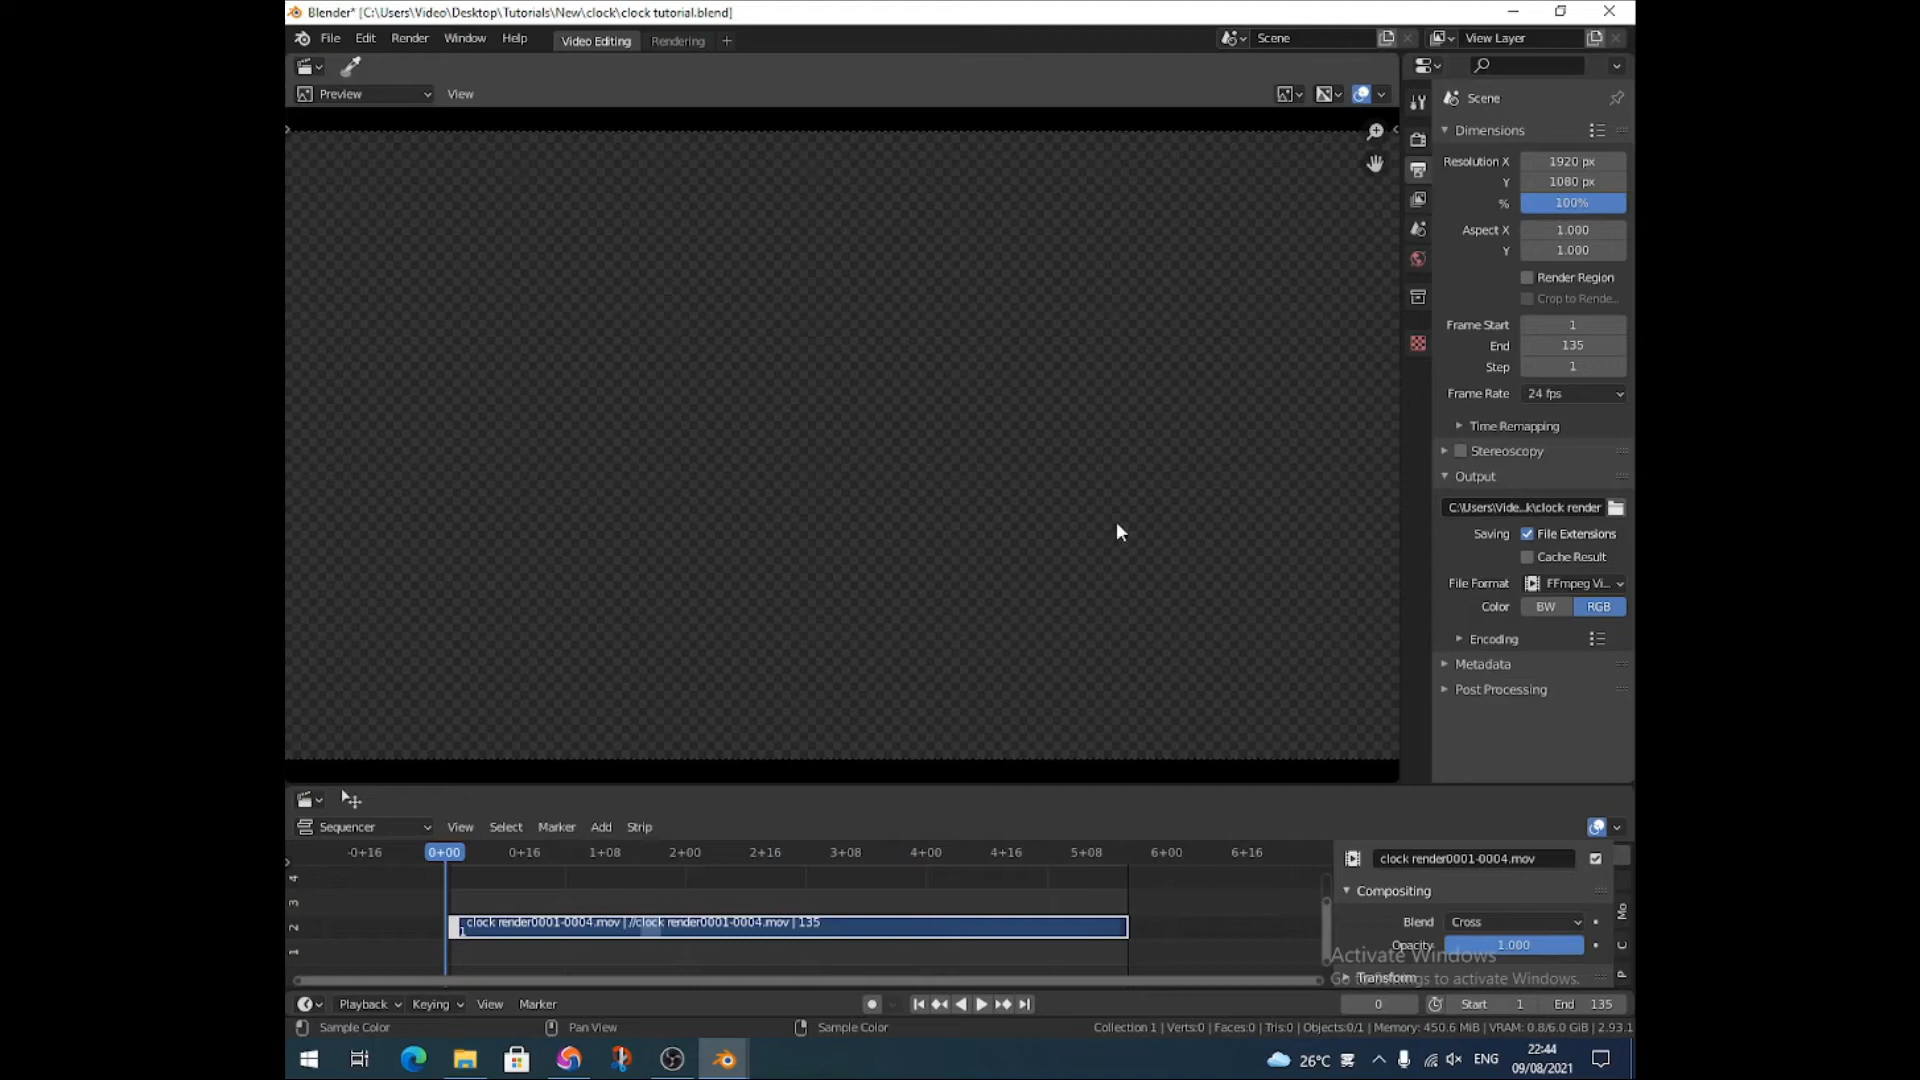 Blender* [C:\Users\Video\Desktop\Tutorials\New\clock\clock tutorial.blend]
File Edit Render Window Help Video Editing Rendering +
Scene View Layer
Preview View
Scene
Dimensions
Resolution X 1920 px
Y 1080 px
% 100%
Aspect X 1.000
Y 1.000
Render Region
Crop to Rende...
Frame Start 1
End 135
Step 1
Frame Rate 24 fps
Time Remapping
Stereoscopy
Output
C:\Users\Vide...k\clock render
Saving File Extensions
Cache Result
File Format FFmpeg Vi...
Color BW RGB
Encoding
Metadata
Post Processing
Sequencer View Select Marker Add Strip
-0+16 0+00 0+16 1+08 2+00 2+16 3+08 4+00 4+16 5+08 6+00 6+16
4
3
2
1
clock render0001-0004.mov | //clock render0001-0004.mov | 135
1
clock render0001-0004.mov
Compositing
Blend Cross
Opacity 1.000
Transform
Mo
C
P
Activate Windows
Go to Settings to activate Windows.
Playback Keying View Marker 0 Start 1 End 135
Sample Color Pan View Sample Color Collection 1 | Verts:0 | Faces:0 | Tris:0 | Objects:0/1 | Memory: 450.6 MiB | VRAM: 0.8/6.0 GiB | 2.93.1
26°C ENG 22:44
09/08/2021